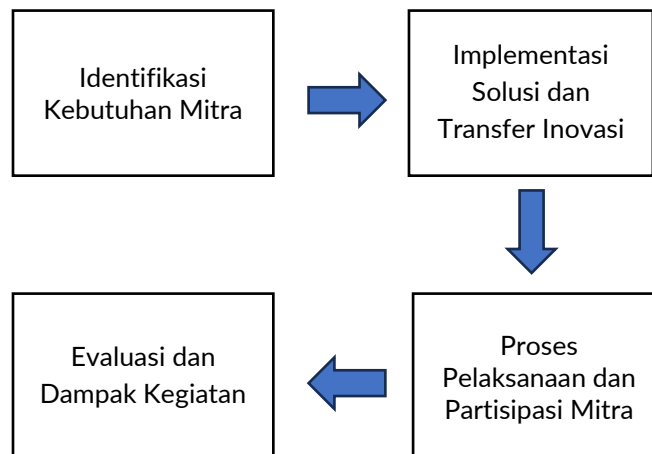 Identifikasi
Kebutuhan Mitra
Implementasi
Solusi dan
Transfer Inovasi
Proses
Pelaksanaan dan
Partisipasi Mitra
Evaluasi dan
Dampak Kegiatan